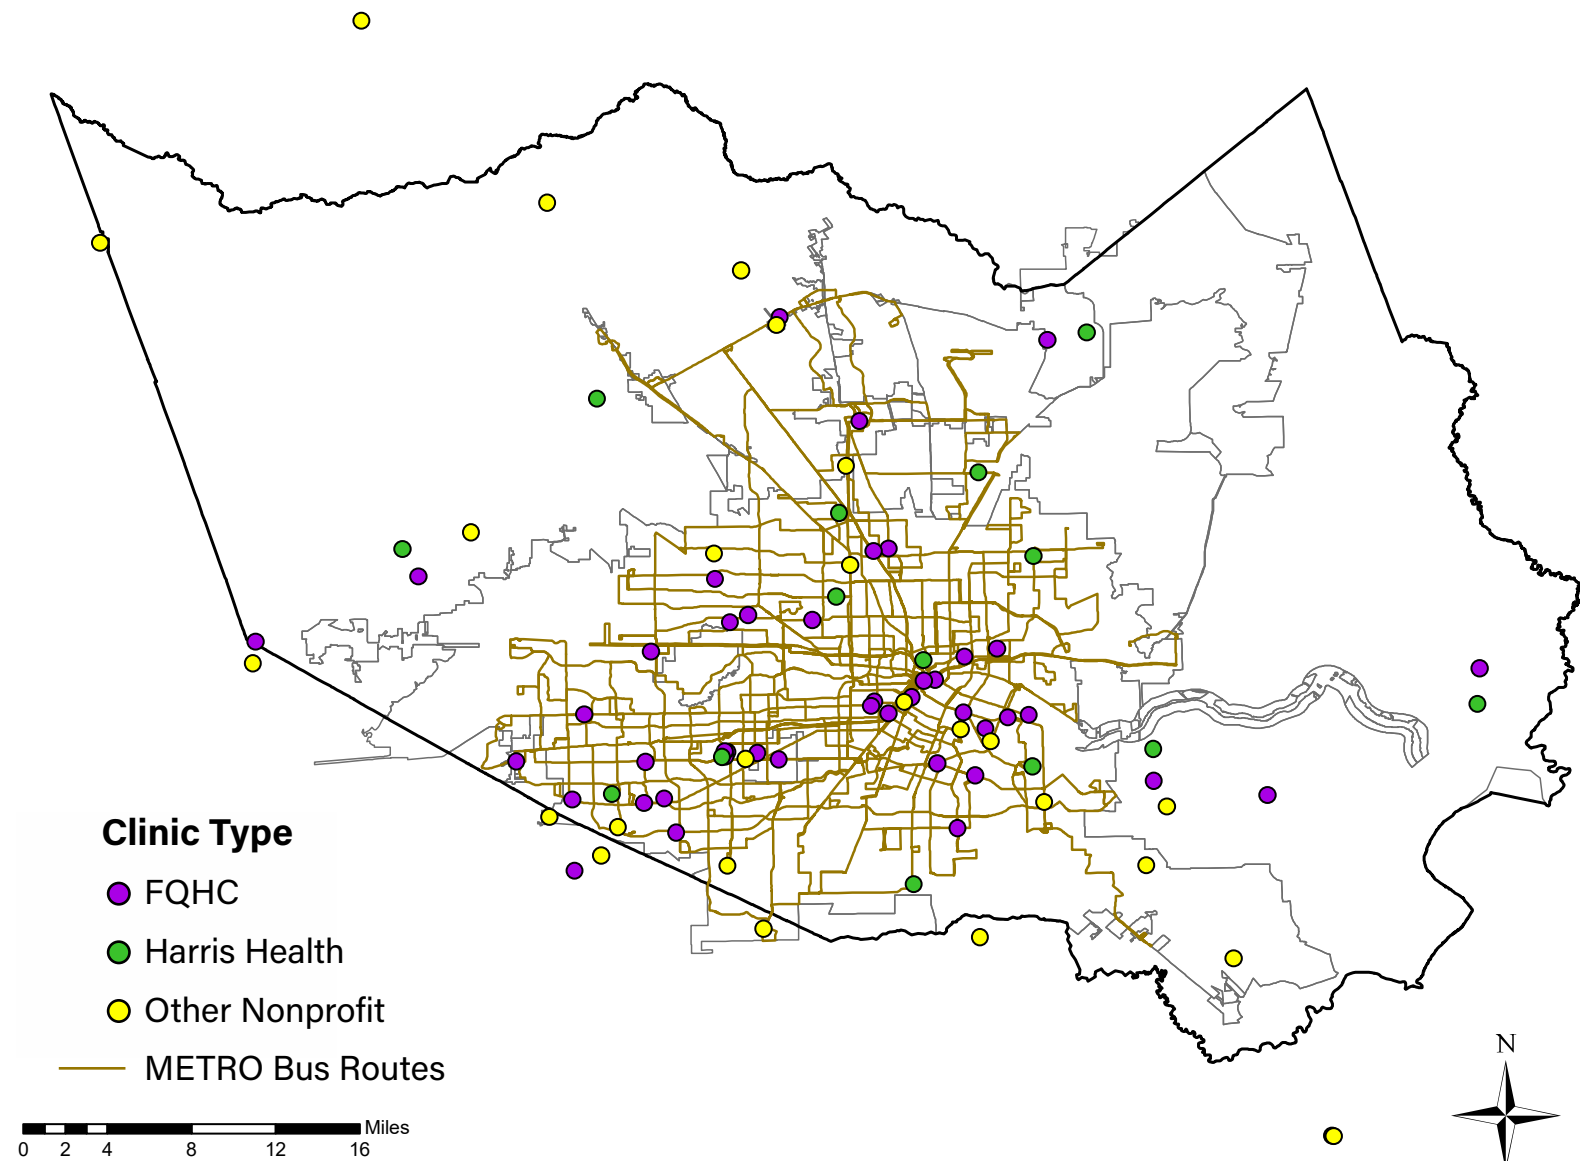 Clinic Type
FQHC
Harris Health
Other Nonprofit
METRO Bus Routes
N
Miles
0 2 4 8 12 16